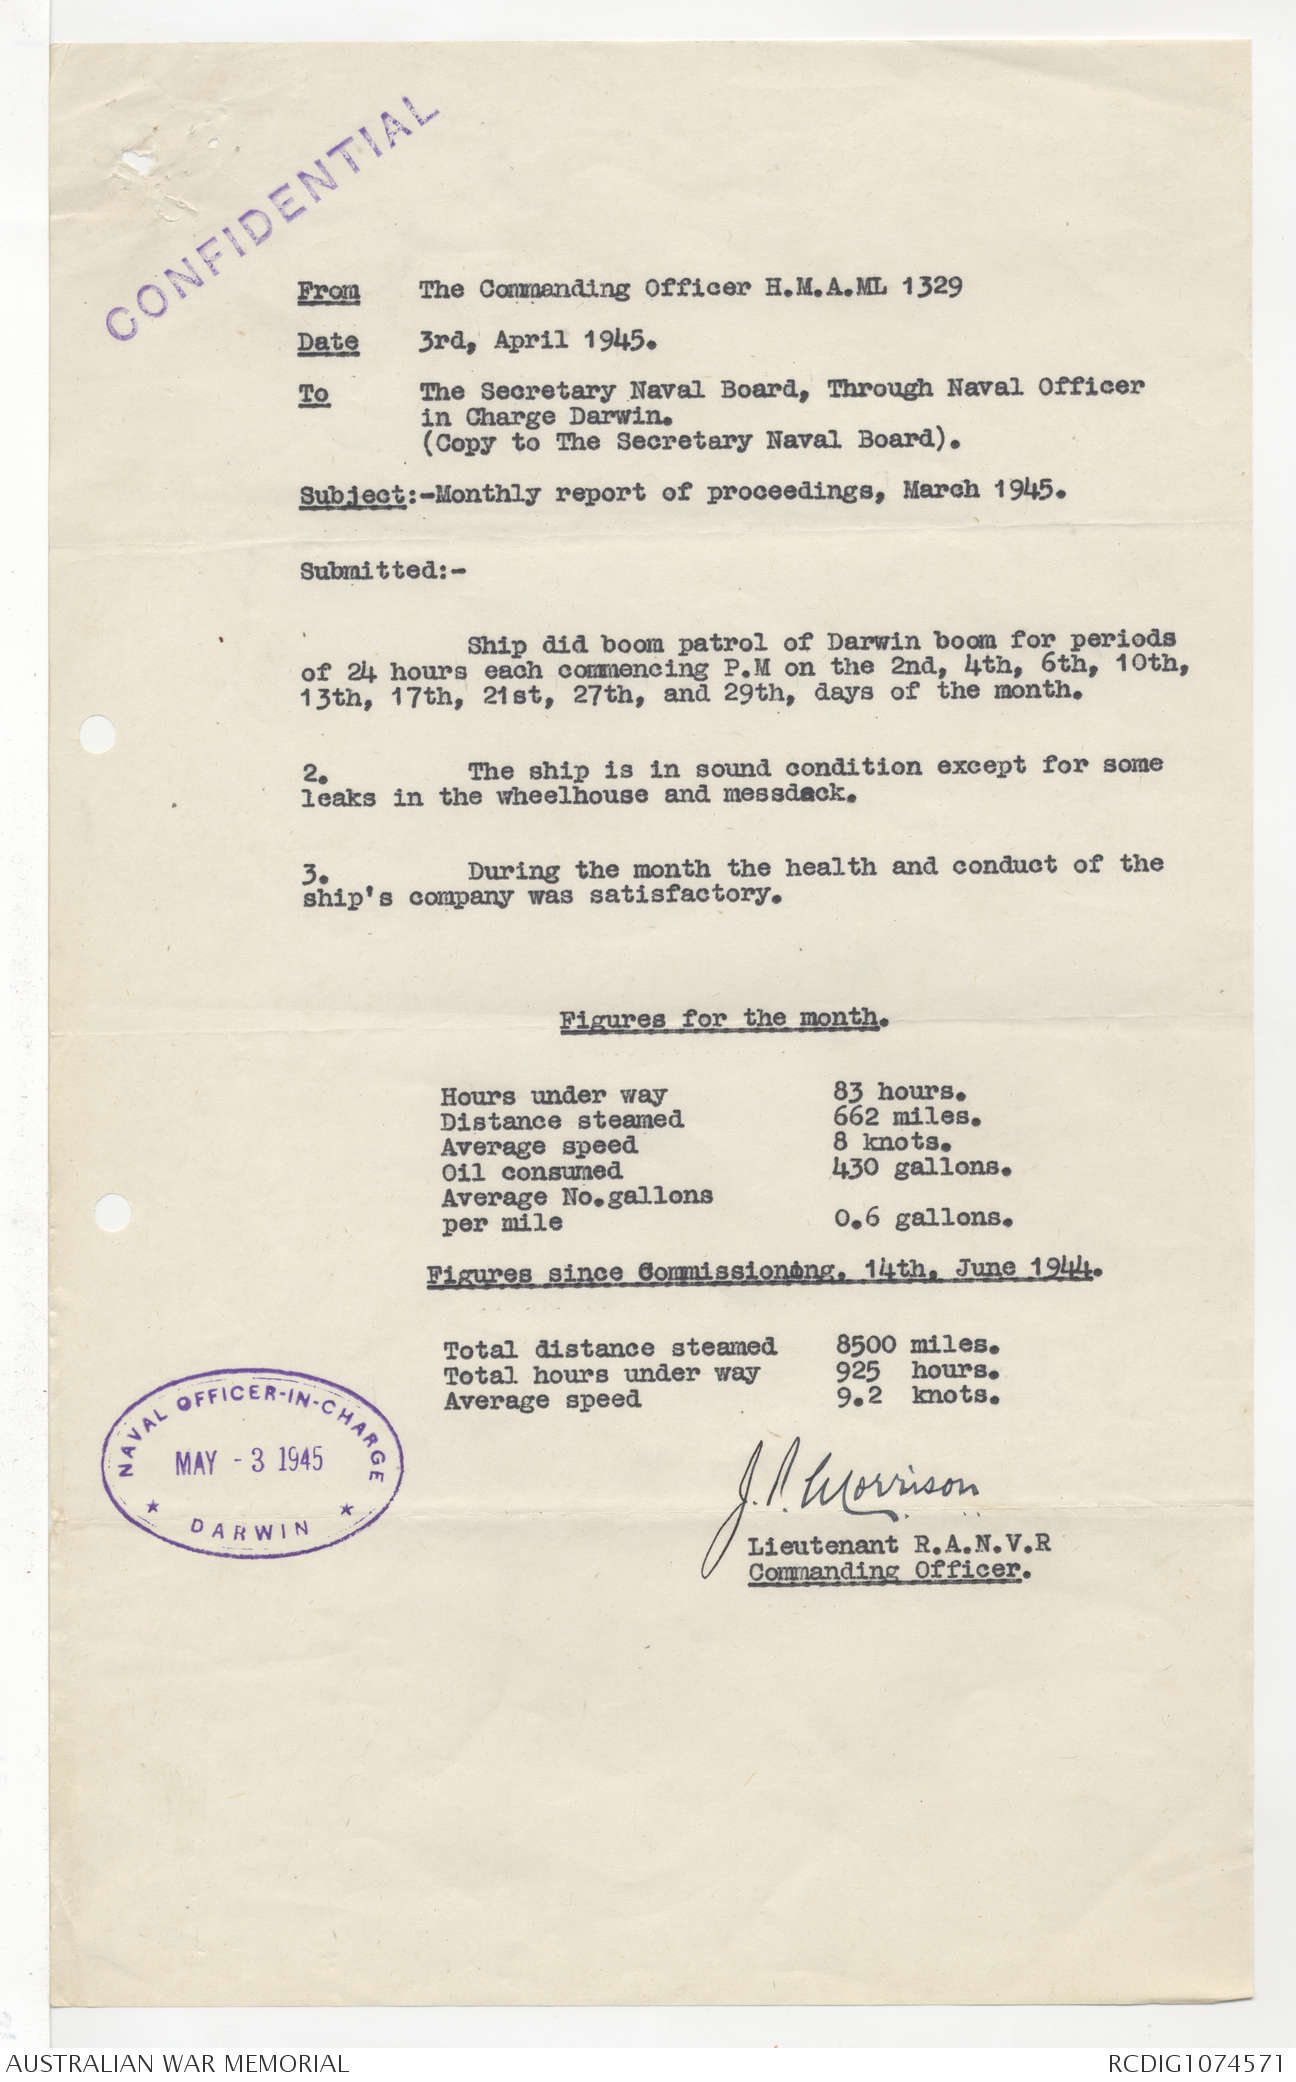 CONFIDENTIAL
From The Commanding Officer H.M.A.ML 1329
Date 3rd, April 1945.
To The Secretary Naval Board, Through Naval Officer
in Charge Darwin.
(Copy to The Secretary Naval Board).
Subject:-Monthly report of proceedings, March 1945.
Submitted:-
Ship did boom patrol of Darwin boom for periods
of 24 hours each commencing P.M on the 2nd, 4th, 6th, 10th,
13th, 17th, 21st, 27th, and 29th, days of the month.
2. The ship is in sound condition except for some
leaks in the wheelhouse and messdeck.
3. During the month the health and conduct of the
ship's company was satisfactory.
Figures for the month.
Hours under way 83 hours.
Distance steamed 662 miles.
Average speed 8 knots.
Oil consumed 430 gallons.
Average No.gallons
per mile 0.6 gallons.
Figures since Commissioning, 14th, June 1944.
Total distance steamed 8500 miles.
Total hours under way 925 hours.
Average speed 9.2 knots.
NAVAL OFFICER-IN-CHARGE
MAY - 3 1945
DARWIN
J. P. Morrison
Lieutenant R.A.N.V.R
Commanding Officer.
AUSTRALIAN WAR MEMORIAL
RCDIG1074571